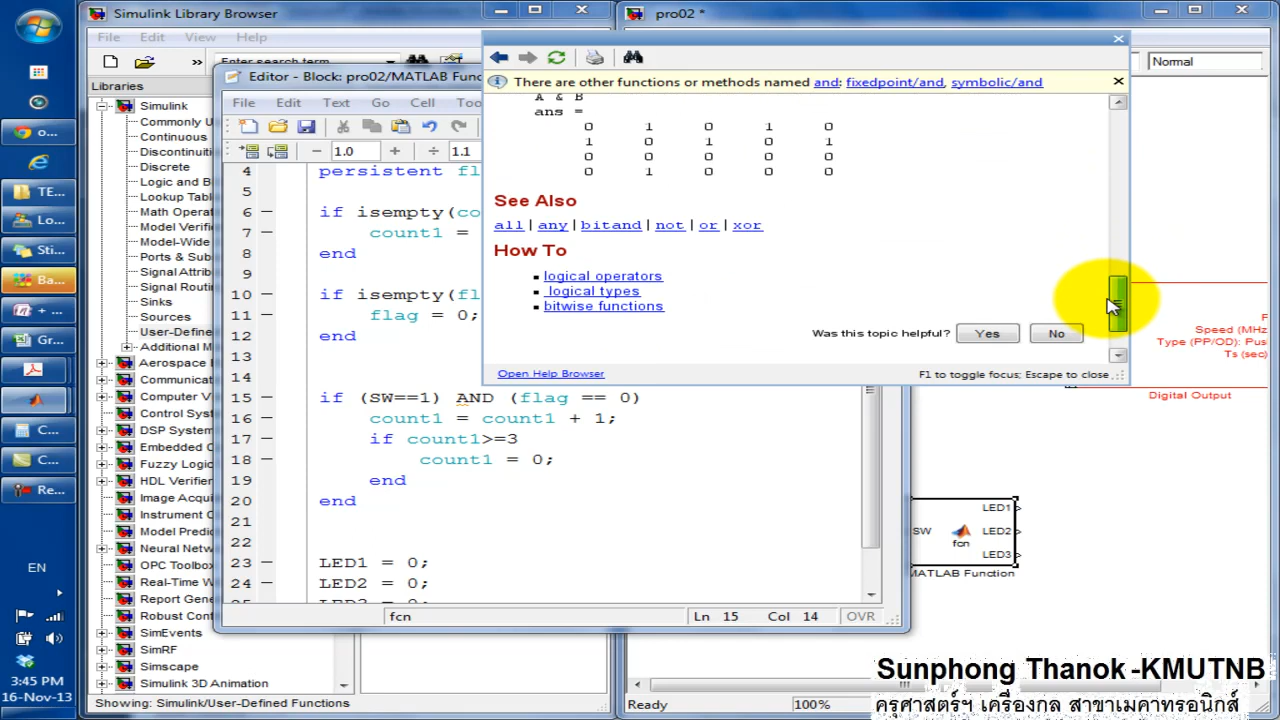 Simulink Library Browser
pro02 *
File Edit View Help
Enter search term
Libraries
Simulink
Commonly U
Continuous
Discontinuiti
Discrete
Logic and B
Lookup Tabl
Math Operat
Model Verific
Model-Wide
Ports & Sub
Signal Attrib
Signal Routi
Sinks
Sources
User-Define
Additional M
Aerospace B
Communicat
Computer V
Control Syst
DSP System
Embedded C
Fuzzy Logic
HDL Verifier
Image Acqui
Instrument C
Model Predic
Neural Netw
OPC Toolbox
Real-Time W
Report Gene
Robust Cont
SimEvents
SimRF
Simscape
Simulink 3D Animation
Showing: Simulink/User-Defined Functions
Editor - Block: pro02/MATLAB Func
File Edit Text Go Cell Too
1.0 1.1
4 persistent fl
5
6 if isempty(co
7 count1 =
8 end
9
10 if isempty(fl
11 flag = 0;
12 end
13
14
15 if (SW==1) AND (flag == 0)
16 count1 = count1 + 1;
17 if count1>=3
18 count1 = 0;
19 end
20 end
21
22
23 LED1 = 0;
24 LED2 = 0;
fcn Ln 15 Col 14 OVR
There are other functions or methods named and: fixedpoint/and, symbolic/and
A & B
ans =
0 1 0 1 0
1 0 1 0 1
0 0 0 0 0
0 1 0 0 0
See Also
all | any | bitand | not | or | xor
How To
logical operators
logical types
bitwise functions
Was this topic helpful? Yes No
Open Help Browser F1 to toggle focus; Escape to close
Normal
F
Speed (MHz
Type (PP/OD): Pus
Ts (sec)
Digital Output
SW
fcn
LED1
LED2
LED3
MATLAB Function
Ready 100%
o...
TE...
Lo...
Sti...
Ba...
+ ...
Gr...
C...
C...
Re...
EN
3:45 PM
16-Nov-13
Sunphong Thanok -KMUTNB
ครุศาสตร์ฯ เครื่องกล สาขาเมคาทรอนิกส์